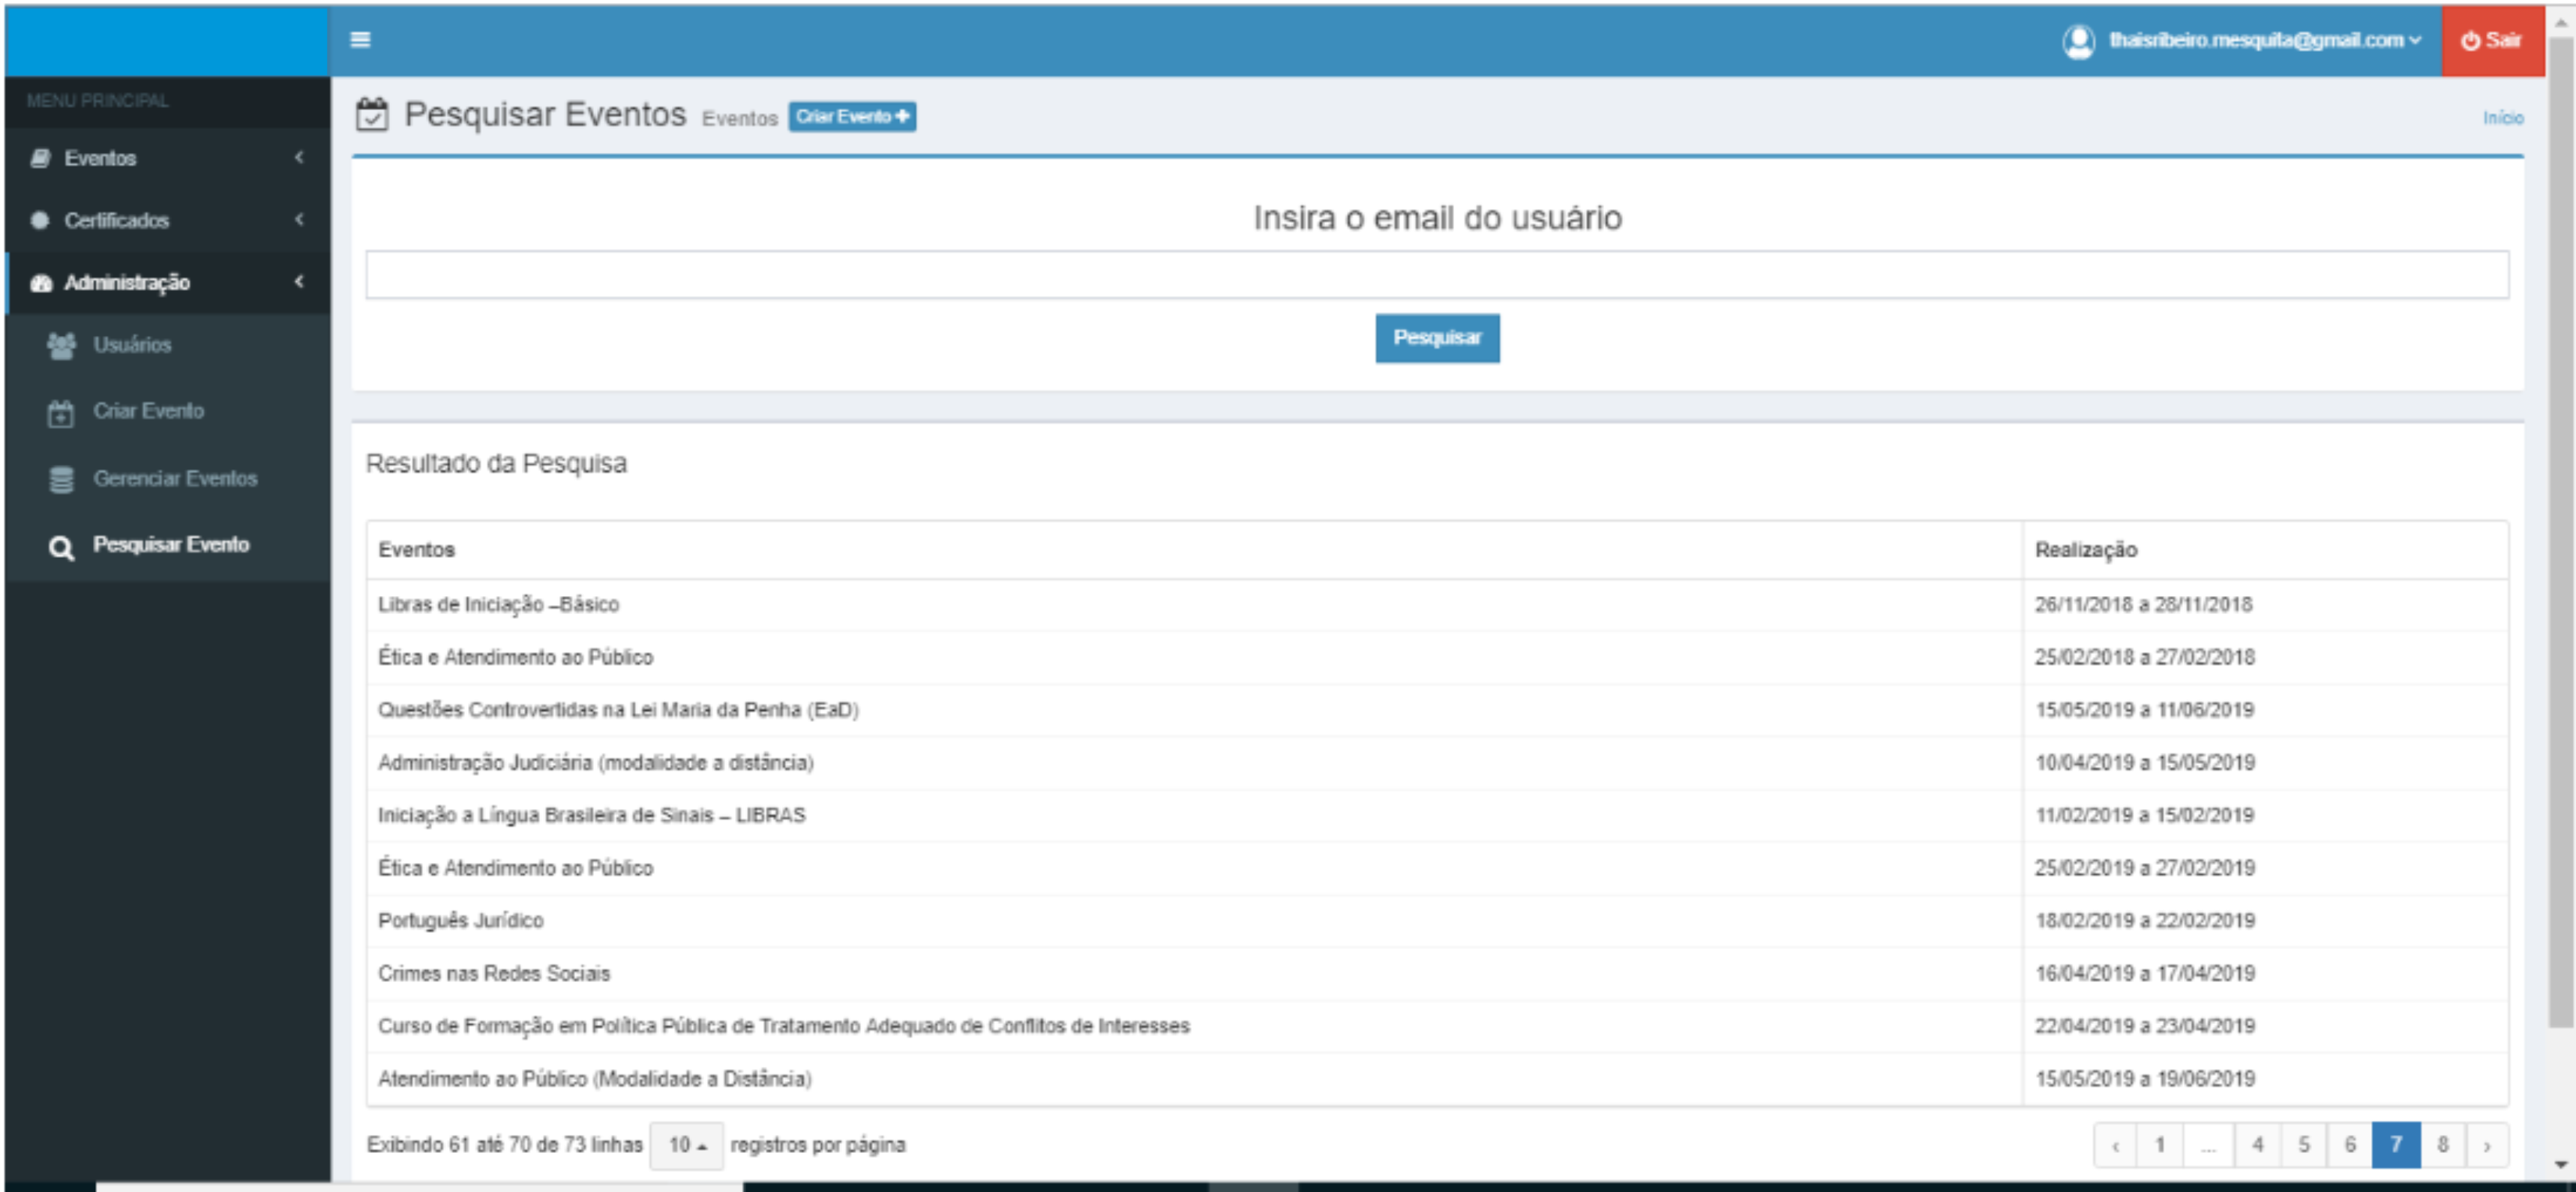 thaisribeiro.mesquita@gmail.com Sair
MENU PRINCIPAL
Pesquisar Eventos Eventos Criar Evento
Início
Eventos
Certificados
Administração
Usuários
Criar Evento
Gerenciar Eventos
Pesquisar Evento
Insira o email do usuário
Pesquisar
Resultado da Pesquisa
Eventos Realização
Libras de Iniciação –Básico 26/11/2018 a 28/11/2018
Ética e Atendimento ao Público 25/02/2018 a 27/02/2018
Questões Controvertidas na Lei Maria da Penha (EaD) 15/05/2019 a 11/06/2019
Administração Judiciária (modalidade a distância) 10/04/2019 a 15/05/2019
Iniciação a Língua Brasileira de Sinais – LIBRAS 11/02/2019 a 15/02/2019
Ética e Atendimento ao Público 25/02/2019 a 27/02/2019
Português Jurídico 18/02/2019 a 22/02/2019
Crimes nas Redes Sociais 16/04/2019 a 17/04/2019
Curso de Formação em Política Pública de Tratamento Adequado de Conflitos de Interesses 22/04/2019 a 23/04/2019
Atendimento ao Público (Modalidade a Distância) 15/05/2019 a 19/06/2019
Exibindo 61 até 70 de 73 linhas 10 registros por página
‹ 1 ... 4 5 6 7 8 ›